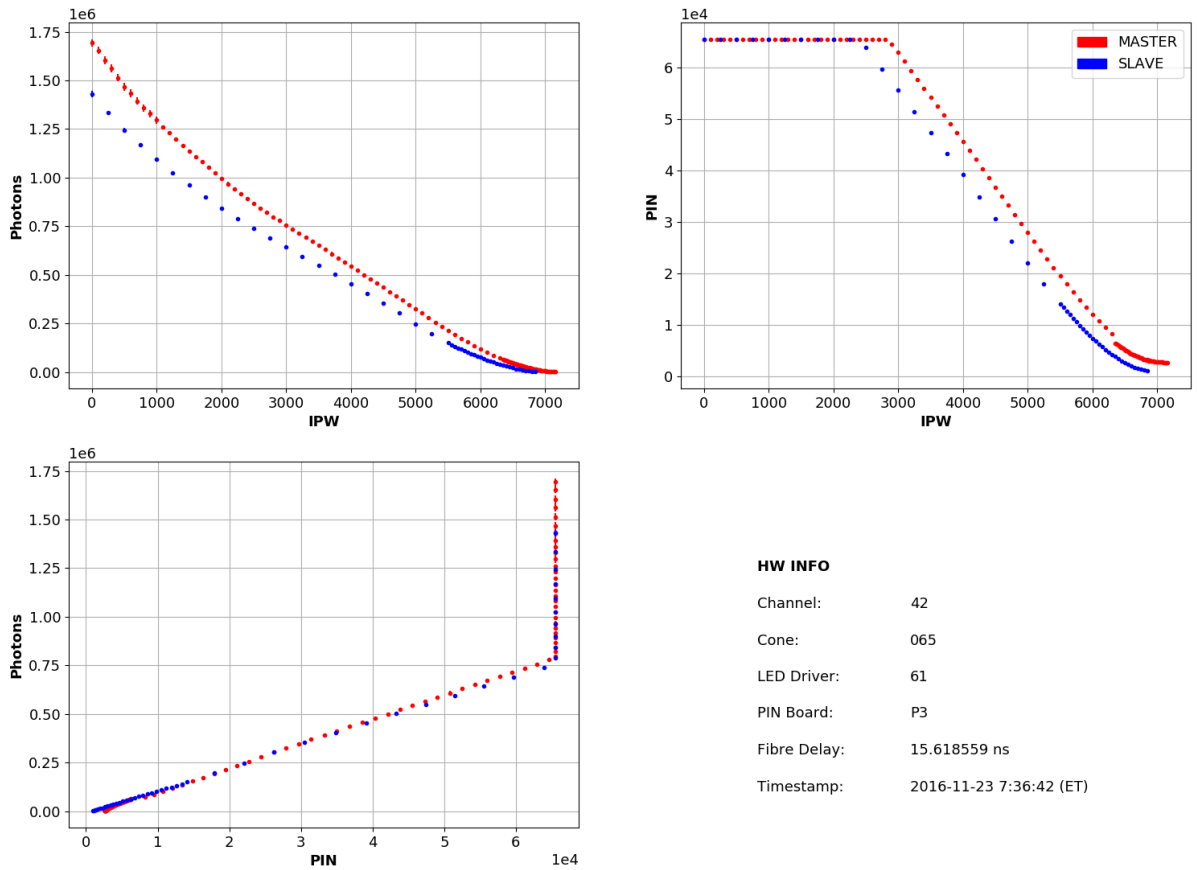 1e6
1.75
1.50
1.25
1.00
0.75
0.50
0.25
0.00
Photons
0 1000 2000 3000 4000 5000 6000 7000
IPW
1e4
6
5
4
3
2
1
0
PIN
0 1000 2000 3000 4000 5000 6000 7000
IPW
MASTER
SLAVE
1e6
1.75
1.50
1.25
1.00
0.75
0.50
0.25
0.00
Photons
0 1 2 3 4 5 6
1e4
PIN
HW INFO
Channel: 42
Cone: 065
LED Driver: 61
PIN Board: P3
Fibre Delay: 15.618559 ns
Timestamp: 2016-11-23 7:36:42 (ET)